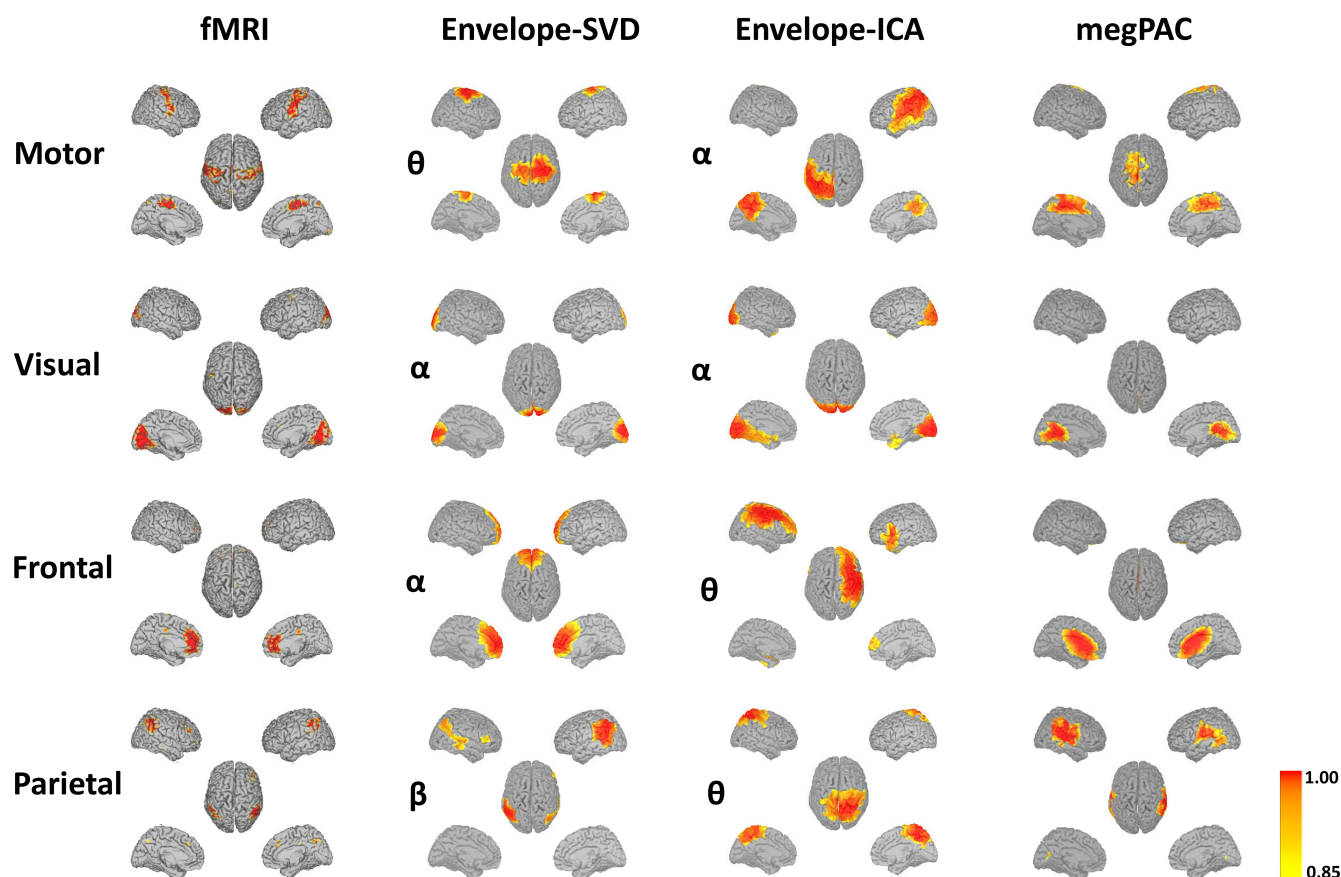 fMRI Envelope-SVD Envelope-ICA megPAC
Motor θ α
Visual α α
Frontal α θ
Parietal β θ
1.00
0.85